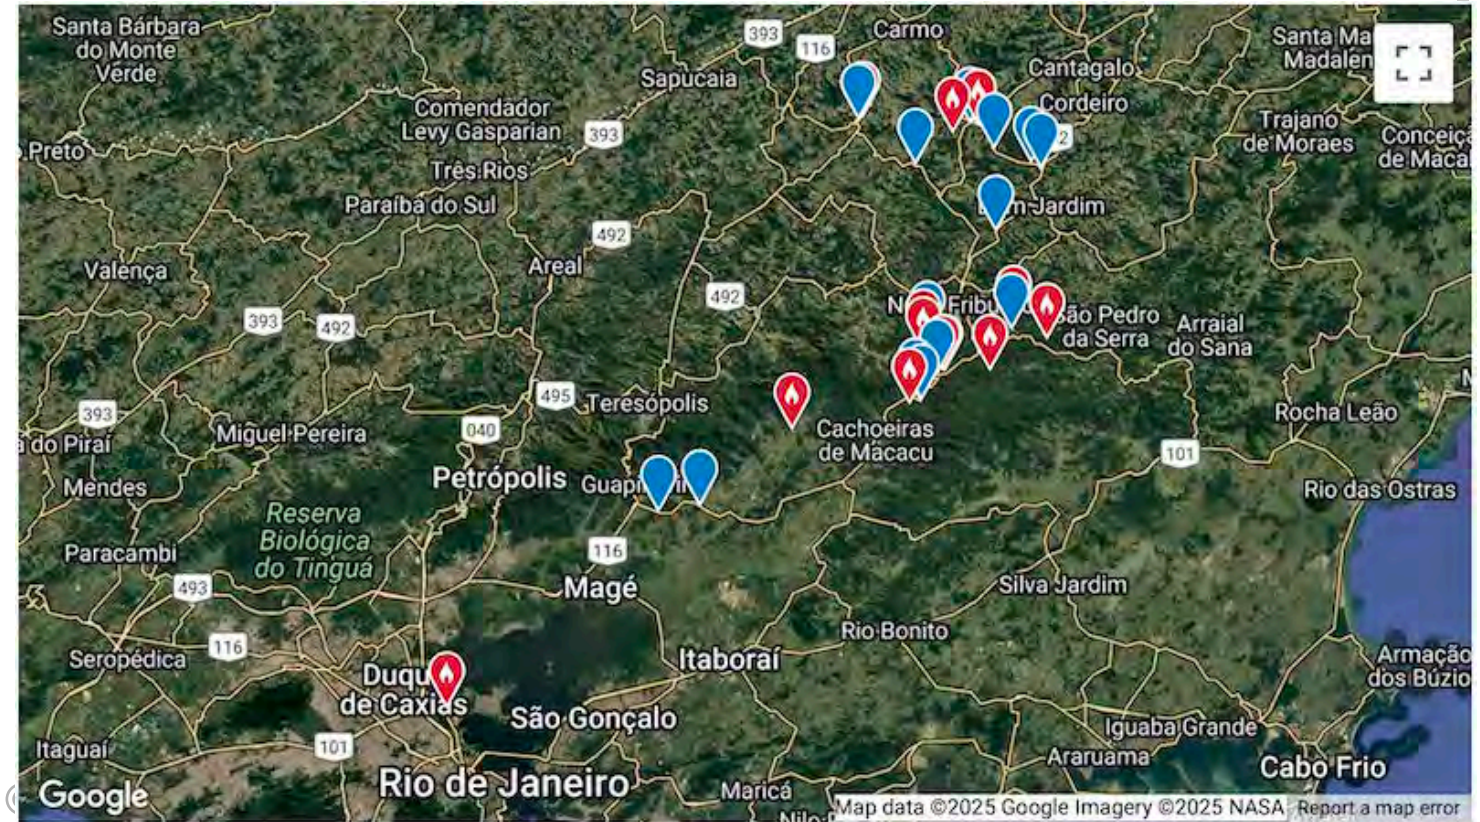 Santa Bárbara
do Monte
Verde
393
116
Carmo
Santa Ma
Madalen
Sapucaia
Cantagalo
Comendador
Levy Gasparian
393
Cordeiro
2
Trajano
de Moraes
Conceiç
de Maca
Preto
Três Rios
Paraíba do Sul
Jardim
492
Valença
Areal
492
393
492
N
Fribu
São Pedro
da Serra
Arraial
do Sana
495
Teresópolis
393
040
Miguel Pereira
Cachoeiras
de Macacu
Rocha Leão
a do Piraí
101
Petrópolis
Guap
Mendes
Rio das Ostras
Reserva
Biológica
do Tinguá
Paracambi
116
493
Magé
Silva Jardim
116
Rio Bonito
Seropédica
Itaboraí
Armação
dos Búzio
Duqu
de Caxias
São Gonçalo
Iguaba Grande
Itaguaí
101
Araruama
Cabo Frio
Rio de Janeiro
Maricá
Google
Map data ©2025 Google Imagery ©2025 NASA
Report a map error